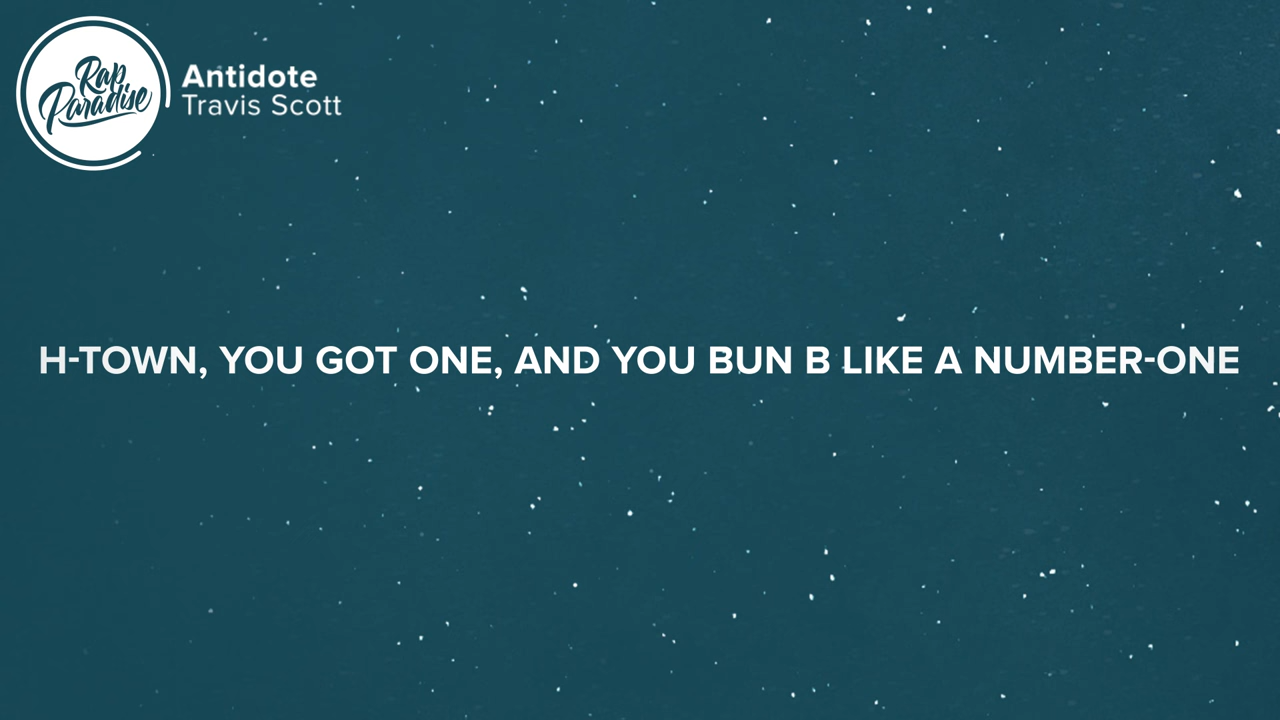 Rap
Paradise
Antidote
Travis Scott
H-TOWN, YOU GOT ONE, AND YOU BUN B LIKE A NUMBER-ONE